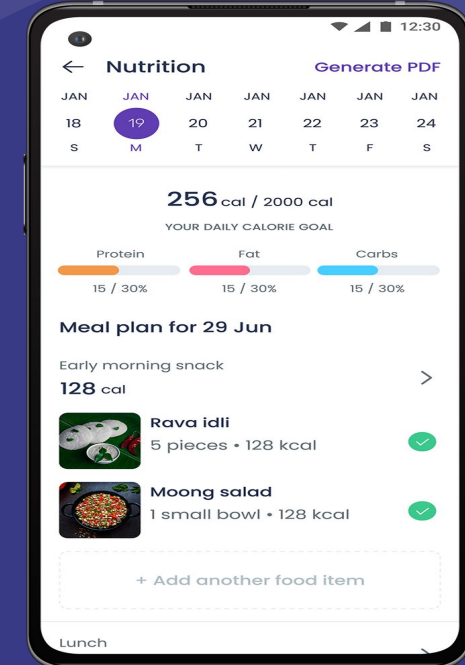 12:30
Nutrition
Generate PDF
JAN JAN JAN JAN JAN JAN JAN
18 19 20 21 22 23 24
S M T W T F S
256 cal / 2000 cal
YOUR DAILY CALORIE GOAL
Protein Fat Carbs
15 / 30% 15 / 30% 15 / 30%
Meal plan for 29 Jun
Early morning snack
128 cal
Rava idli
5 pieces • 128 kcal
Moong salad
1 small bowl • 128 kcal
+ Add another food item
Lunch